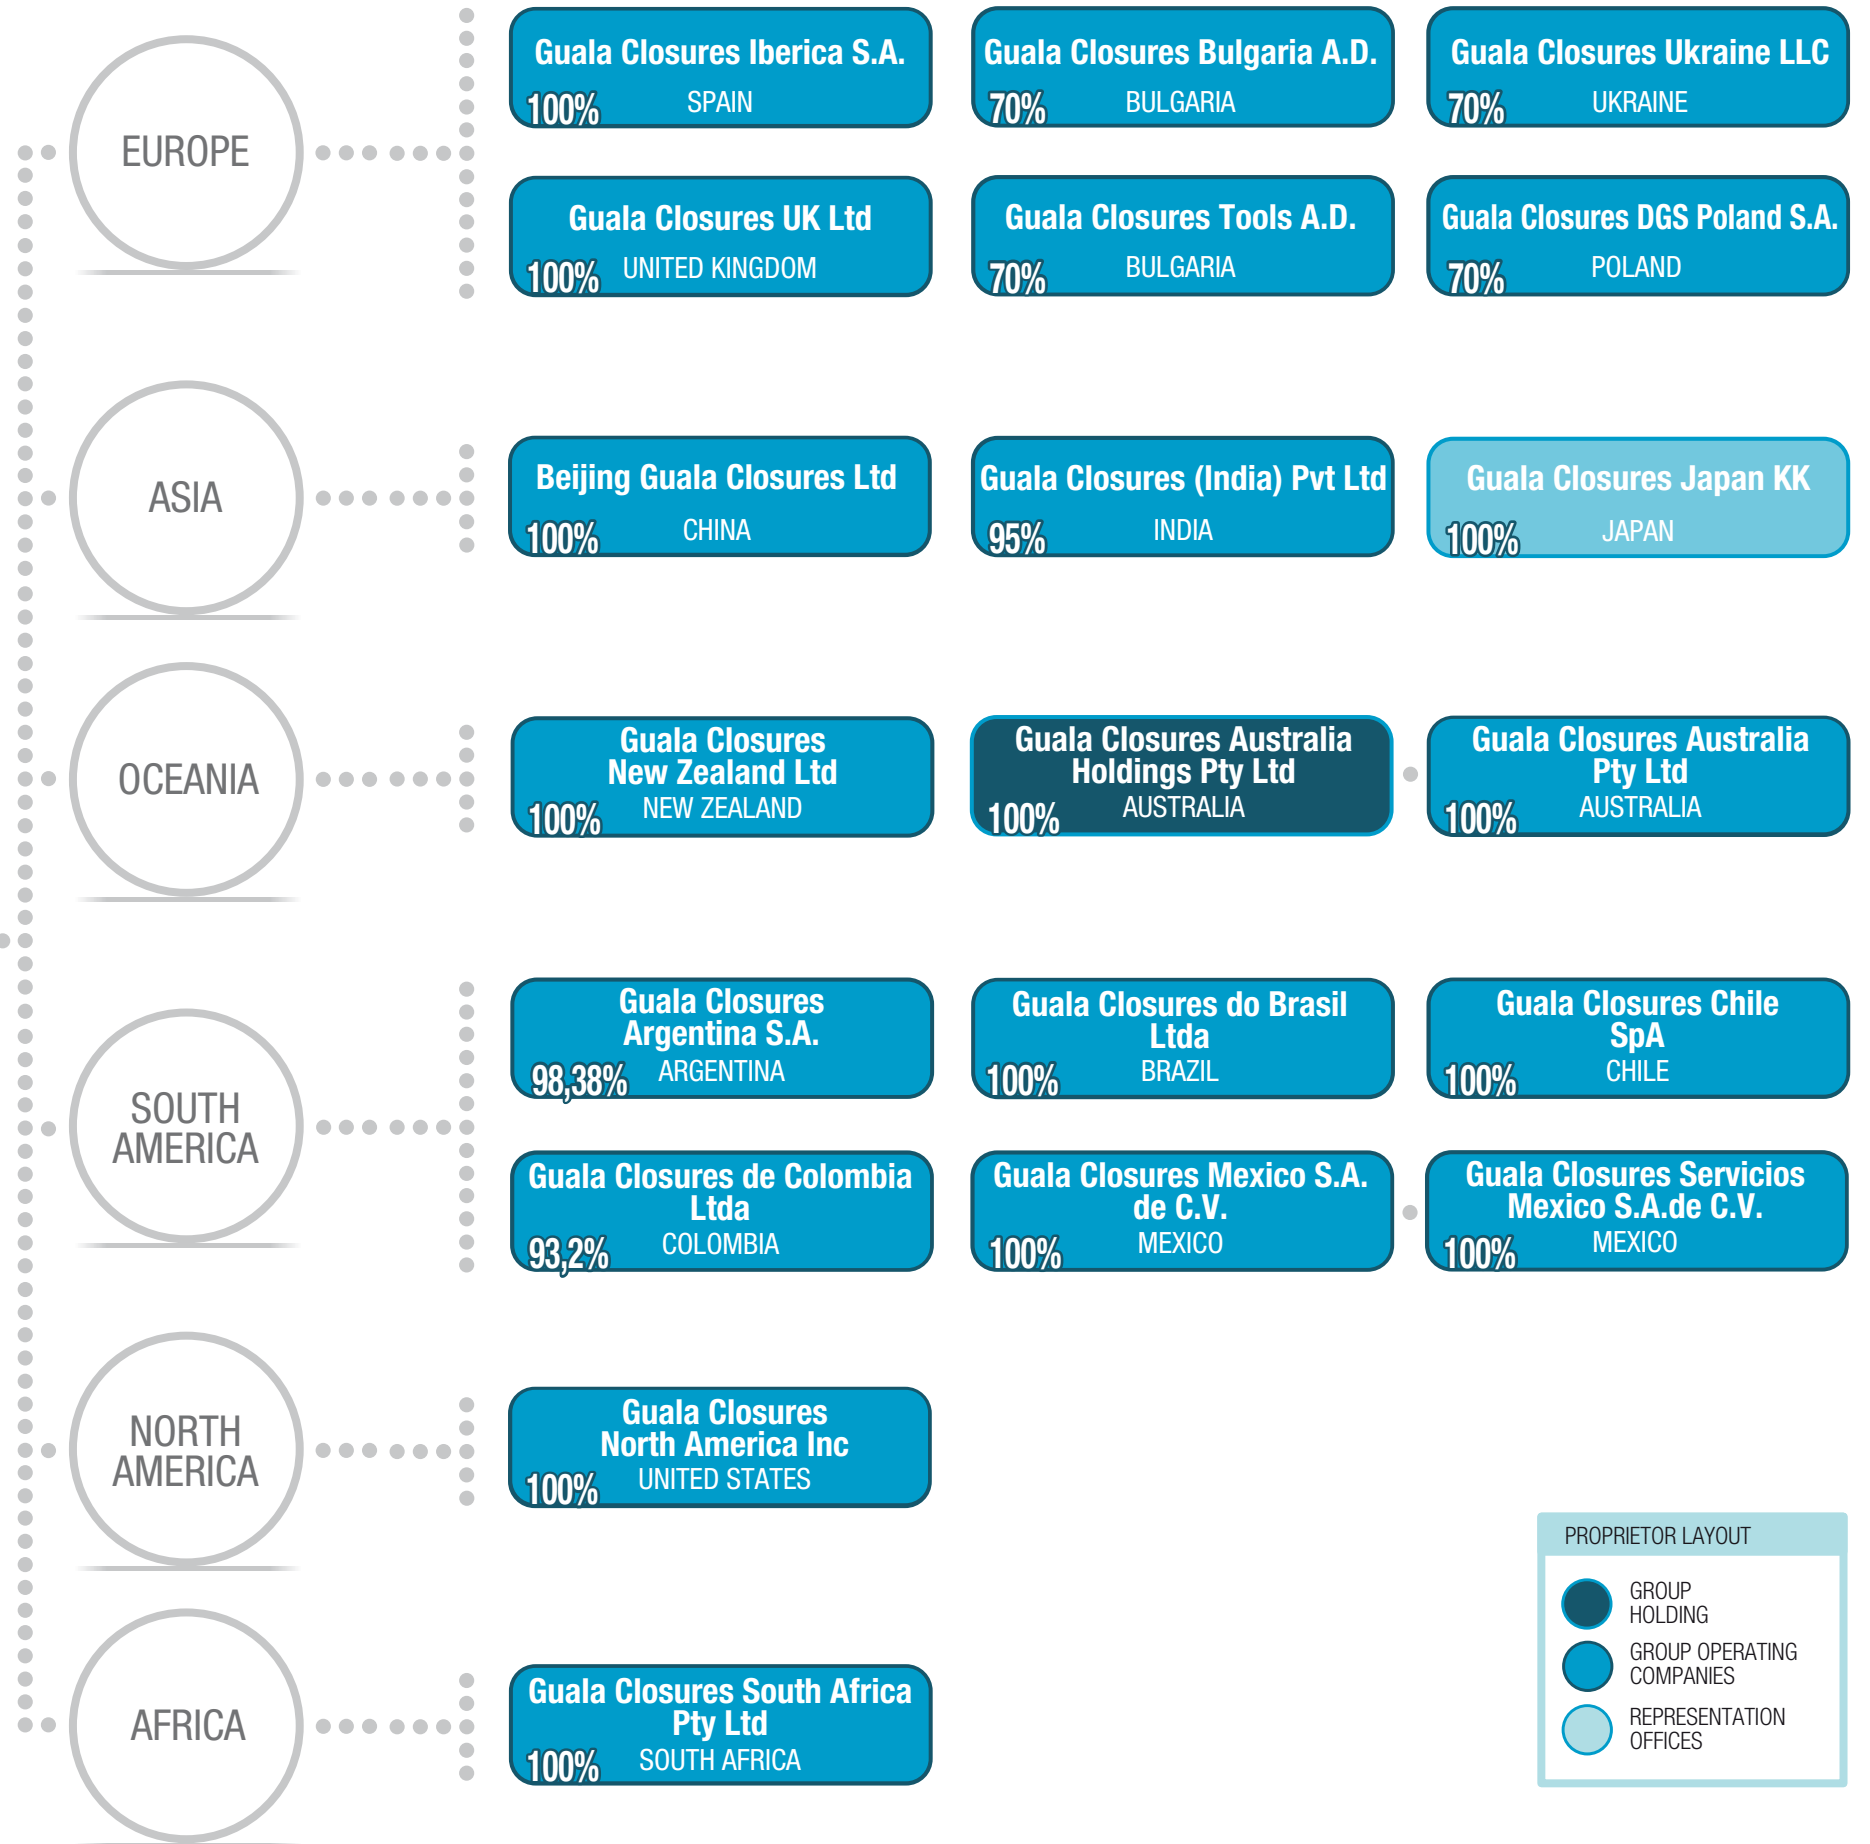 EUROPE
Guala Closures Iberica S.A.
100%
SPAIN
Guala Closures Bulgaria A.D.
70%
BULGARIA
Guala Closures Ukraine LLC
70%
UKRAINE
Guala Closures UK Ltd
100%
UNITED KINGDOM
Guala Closures Tools A.D.
70%
BULGARIA
Guala Closures DGS Poland S.A.
70%
POLAND
ASIA
Beijing Guala Closures Ltd
100%
CHINA
Guala Closures (India) Pvt Ltd
95%
INDIA
Guala Closures Japan KK
100%
JAPAN
OCEANIA
Guala Closures
New Zealand Ltd
100%
NEW ZEALAND
Guala Closures Australia
Holdings Pty Ltd
100%
AUSTRALIA
Guala Closures Australia
Pty Ltd
100%
AUSTRALIA
SOUTH
AMERICA
Guala Closures
Argentina S.A.
98,38%
ARGENTINA
Guala Closures do Brasil
Ltda
100%
BRAZIL
Guala Closures Chile
SpA
100%
CHILE
Guala Closures de Colombia
Ltda
93,2%
COLOMBIA
Guala Closures Mexico S.A.
de C.V.
100%
MEXICO
Guala Closures Servicios
Mexico S.A.de C.V.
100%
MEXICO
NORTH
AMERICA
Guala Closures
North America Inc
100%
UNITED STATES
AFRICA
Guala Closures South Africa
Pty Ltd
100%
SOUTH AFRICA
PROPRIETOR LAYOUT
GROUP
HOLDING
GROUP OPERATING
COMPANIES
REPRESENTATION
OFFICES